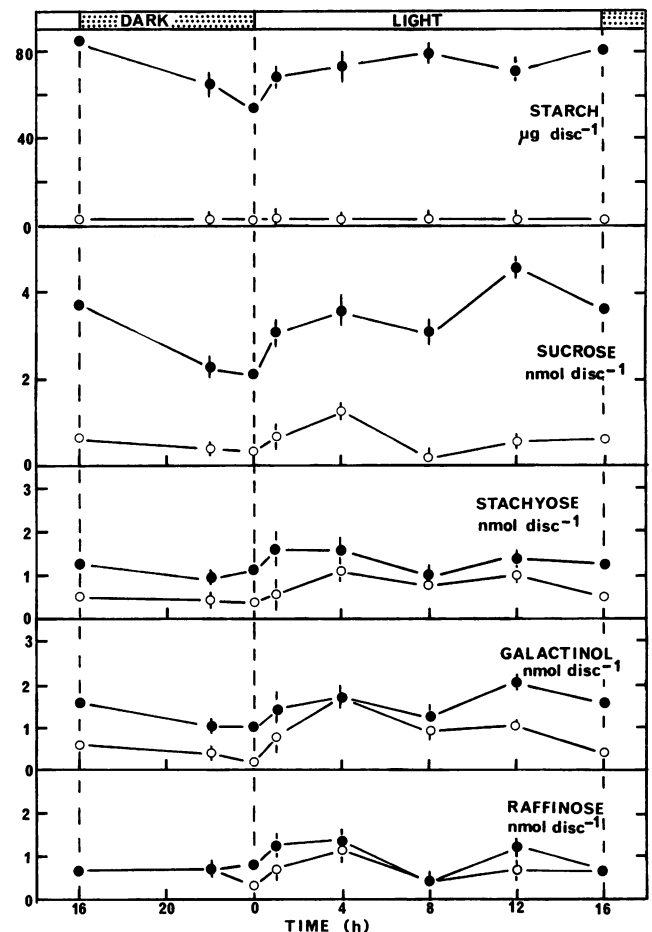 DARK LIGHT
80
40
0
STARCH
µg disc⁻¹
4
2
0
SUCROSE
nmol disc⁻¹
3
2
1
0
STACHYOSE
nmol disc⁻¹
3
2
1
0
GALACTINOL
nmol disc⁻¹
2
1
0
RAFFINOSE
nmol disc⁻¹
16 20 0 4 8 12 16
TIME (h)